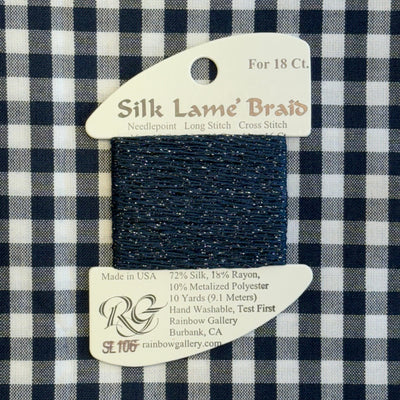 For 18 Ct.
Silk Lamé Braid
Needlepoint Long Stitch Cross Stitch
Made in USA
72% Silk, 18% Rayon,
10% Metalized Polyester
10 Yards (9.1 Meters)
Hand Washable, Test First
Rainbow Gallery
Burbank, CA
rainbowgallery.com
RG
SL106